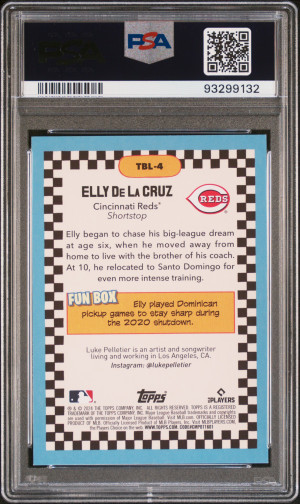 PSA
93299132
TBL-4
ELLY DE LA CRUZ
Cincinnati Reds®
Shortstop
REDS
Elly began to chase his big-league dream
at age six, when he moved away from
home to live with the brother of his coach.
At 10, he relocated to Santo Domingo for
even more intense training.
FUN BOX
Elly played Dominican
pickup games to stay sharp during
the 2020 shutdown.
Luke Pelletier is an artist and songwriter
living and working in Los Angeles, CA.
Instagram: @lukepelletier
Topps
PLAYERS